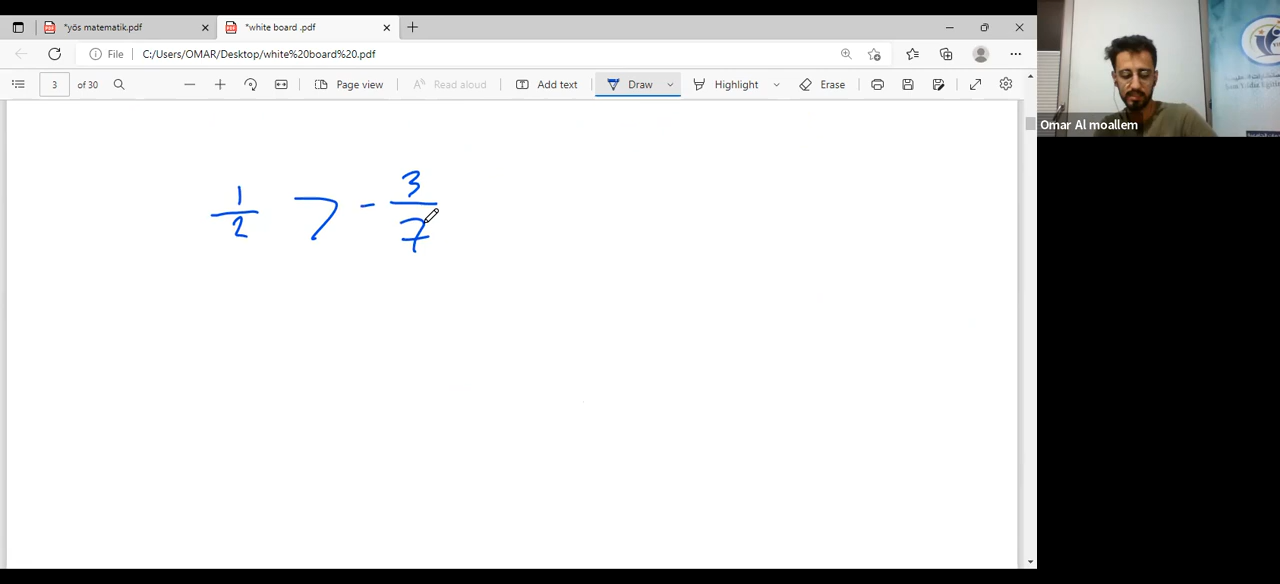 *yös matematik.pdf
*white board .pdf
File C:/Users/OMAR/Desktop/white%20board%20.pdf
3 of 30 Page view Read aloud Add text Draw Highlight Erase
Omar Al moallem
1/2 > - 3/7